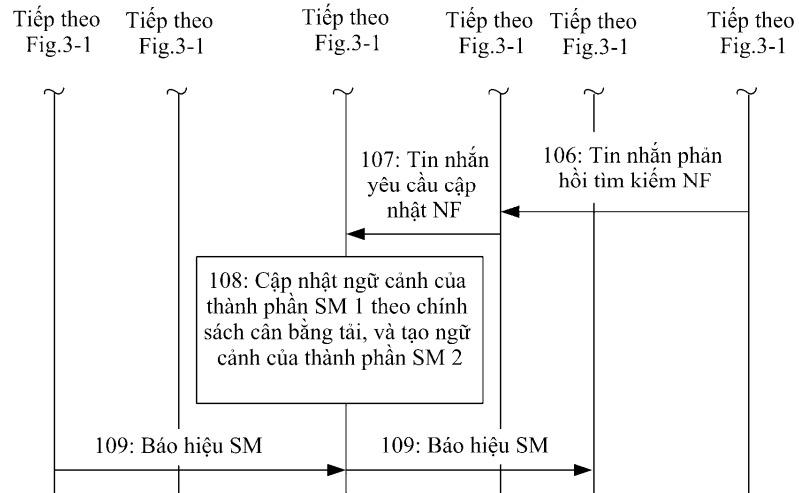 Tiếp theo
Fig.3-1
Tiếp theo
Fig.3-1
Tiếp theo
Fig.3-1
Tiếp theo
Fig.3-1
Tiếp theo
Fig.3-1
Tiếp theo
Fig.3-1
106: Tin nhắn phản
hồi tìm kiếm NF
107: Tin nhắn
yêu cầu cập
nhật NF
108: Cập nhật ngữ cảnh của
thành phần SM 1 theo chính
sách cân bằng tải, và tạo ngữ
cảnh của thành phần SM 2
109: Báo hiệu SM
109: Báo hiệu SM